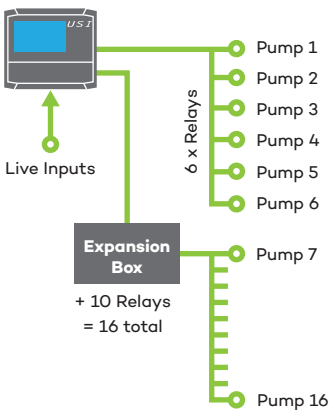 USI
Pump 1
Pump 2
Pump 3
Pump 4
Pump 5
Pump 6
6 x Relays
Live Inputs
Expansion
Box
+ 10 Relays
= 16 total
Pump 7
Pump 16